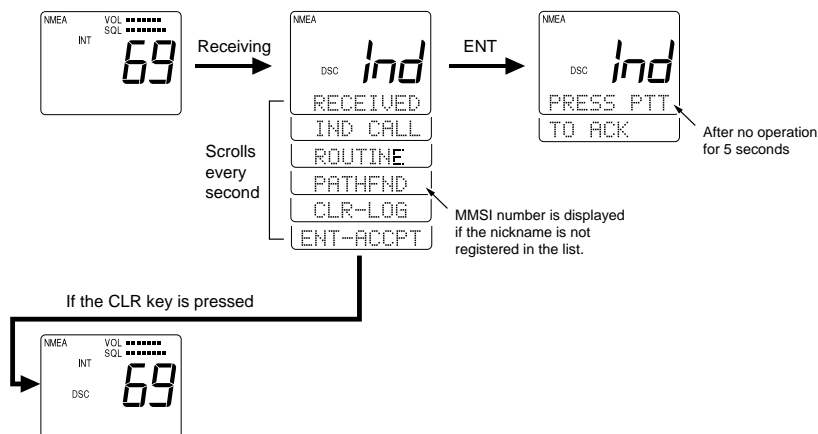 NMEA VOL
INT SQL
69
Receiving
NMEA
DSC Ind
RECEIVED
IND CALL
ROUTINE
PATHFND
CLR-LOG
ENT-ACCPT
Scrolls
every
second
MMSI number is displayed
if the nickname is not
registered in the list.
ENT
NMEA
DSC Ind
PRESS PTT
TO ACK
After no operation
for 5 seconds
If the CLR key is pressed
NMEA VOL
INT SQL
DSC 69